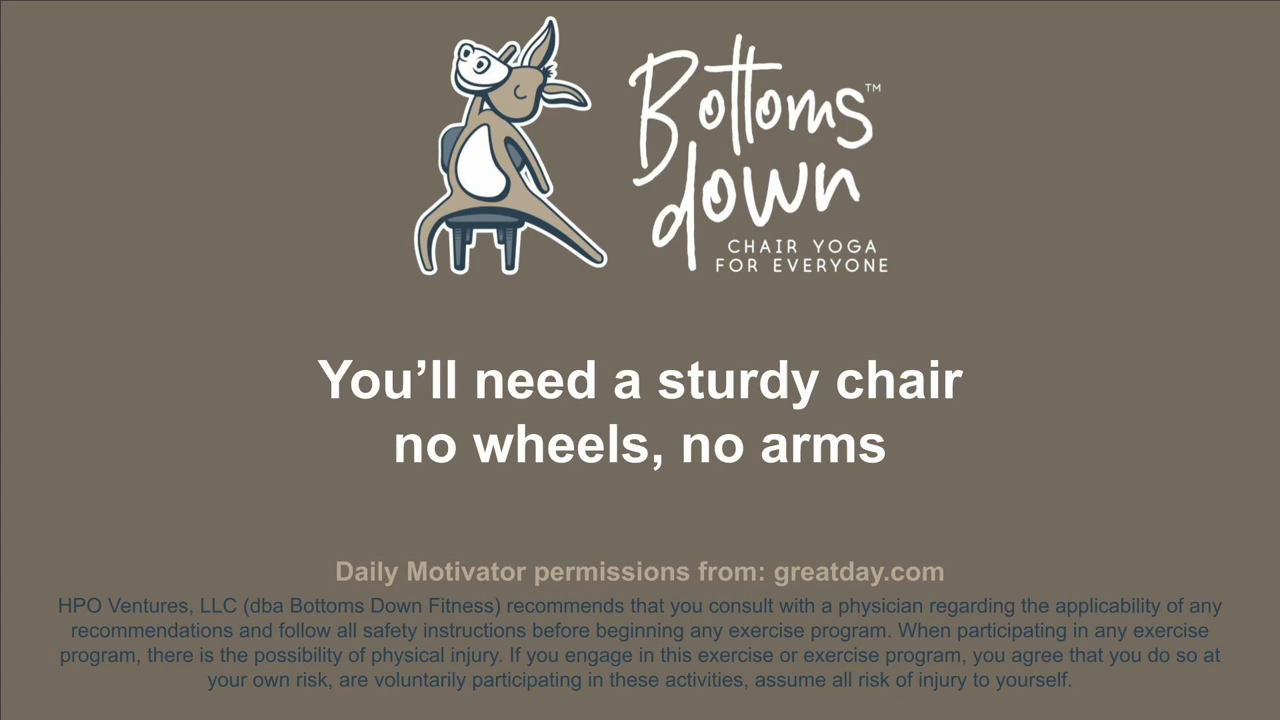 Bottoms™
down
CHAIR YOGA
FOR EVERYONE
You’ll need a sturdy chair
no wheels, no arms
Daily Motivator permissions from: greatday.com
HPO Ventures, LLC (dba Bottoms Down Fitness) recommends that you consult with a physician regarding the applicability of any
recommendations and follow all safety instructions before beginning any exercise program. When participating in any exercise
program, there is the possibility of physical injury. If you engage in this exercise or exercise program, you agree that you do so at
your own risk, are voluntarily participating in these activities, assume all risk of injury to yourself.